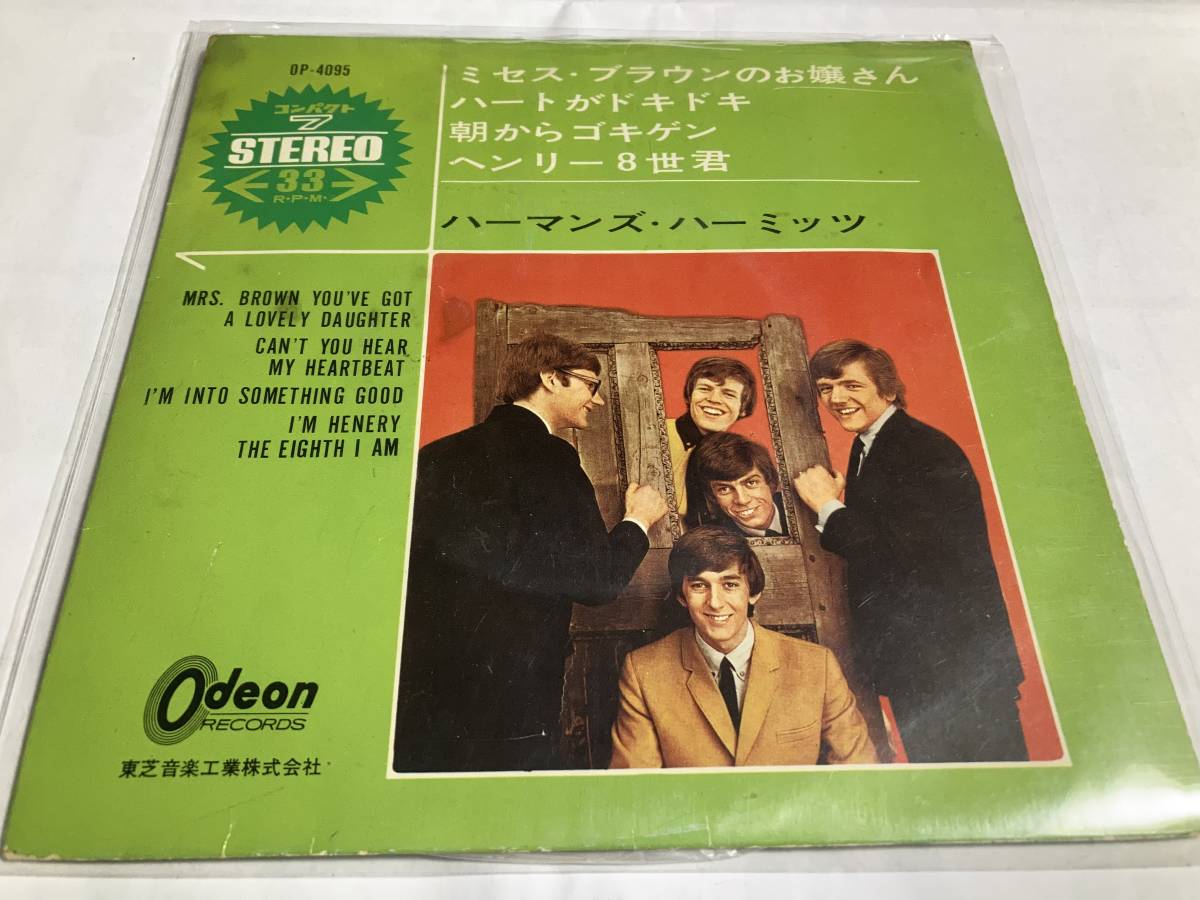 OP-4095
コンパクト
7
STEREO
33
R・P・M・
ミセス・ブラウンのお嬢さん
ハートがドキドキ
朝からゴキゲン
ヘンリー8世君
ハーマンズ・ハーミッツ
MRS. BROWN YOU'VE GOT
A LOVELY DAUGHTER
CAN'T YOU HEAR
MY HEARTBEAT
I'M INTO SOMETHING GOOD
I'M HENERY
THE EIGHTH I AM
Odeon
RECORDS
東芝音楽工業株式会社